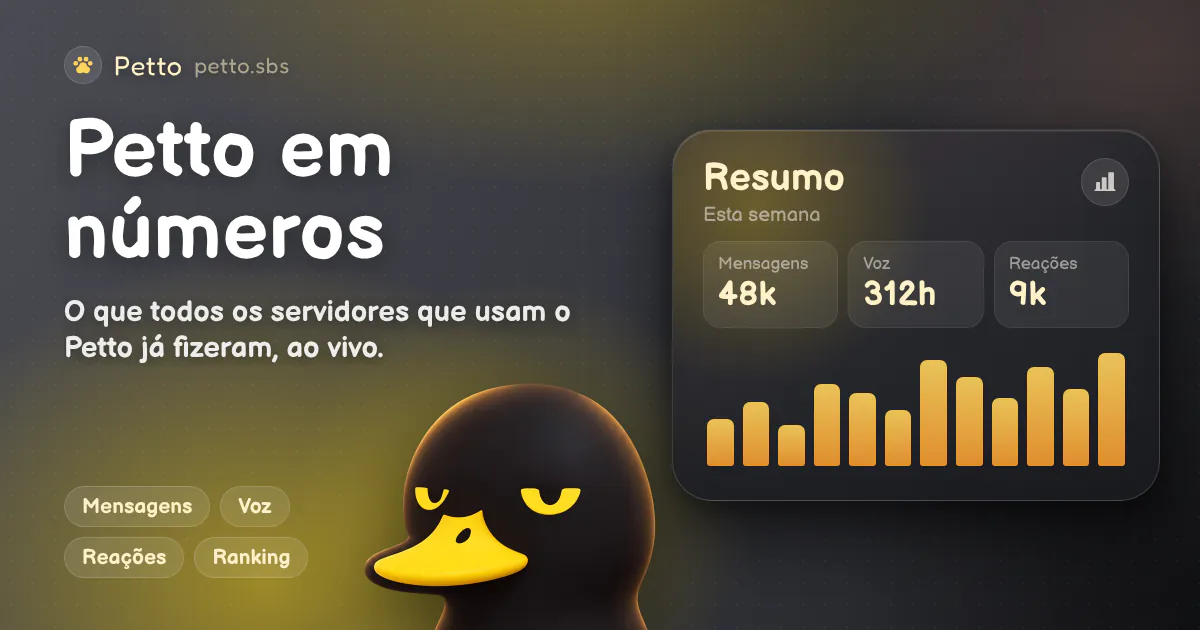 Petto petto.sbs
Petto em
números
O que todos os servidores que usam o
Petto já fizeram, ao vivo.
Mensagens Voz
Reações Ranking
Resumo
Esta semana
Mensagens Voz Reações
48k 312h 9k